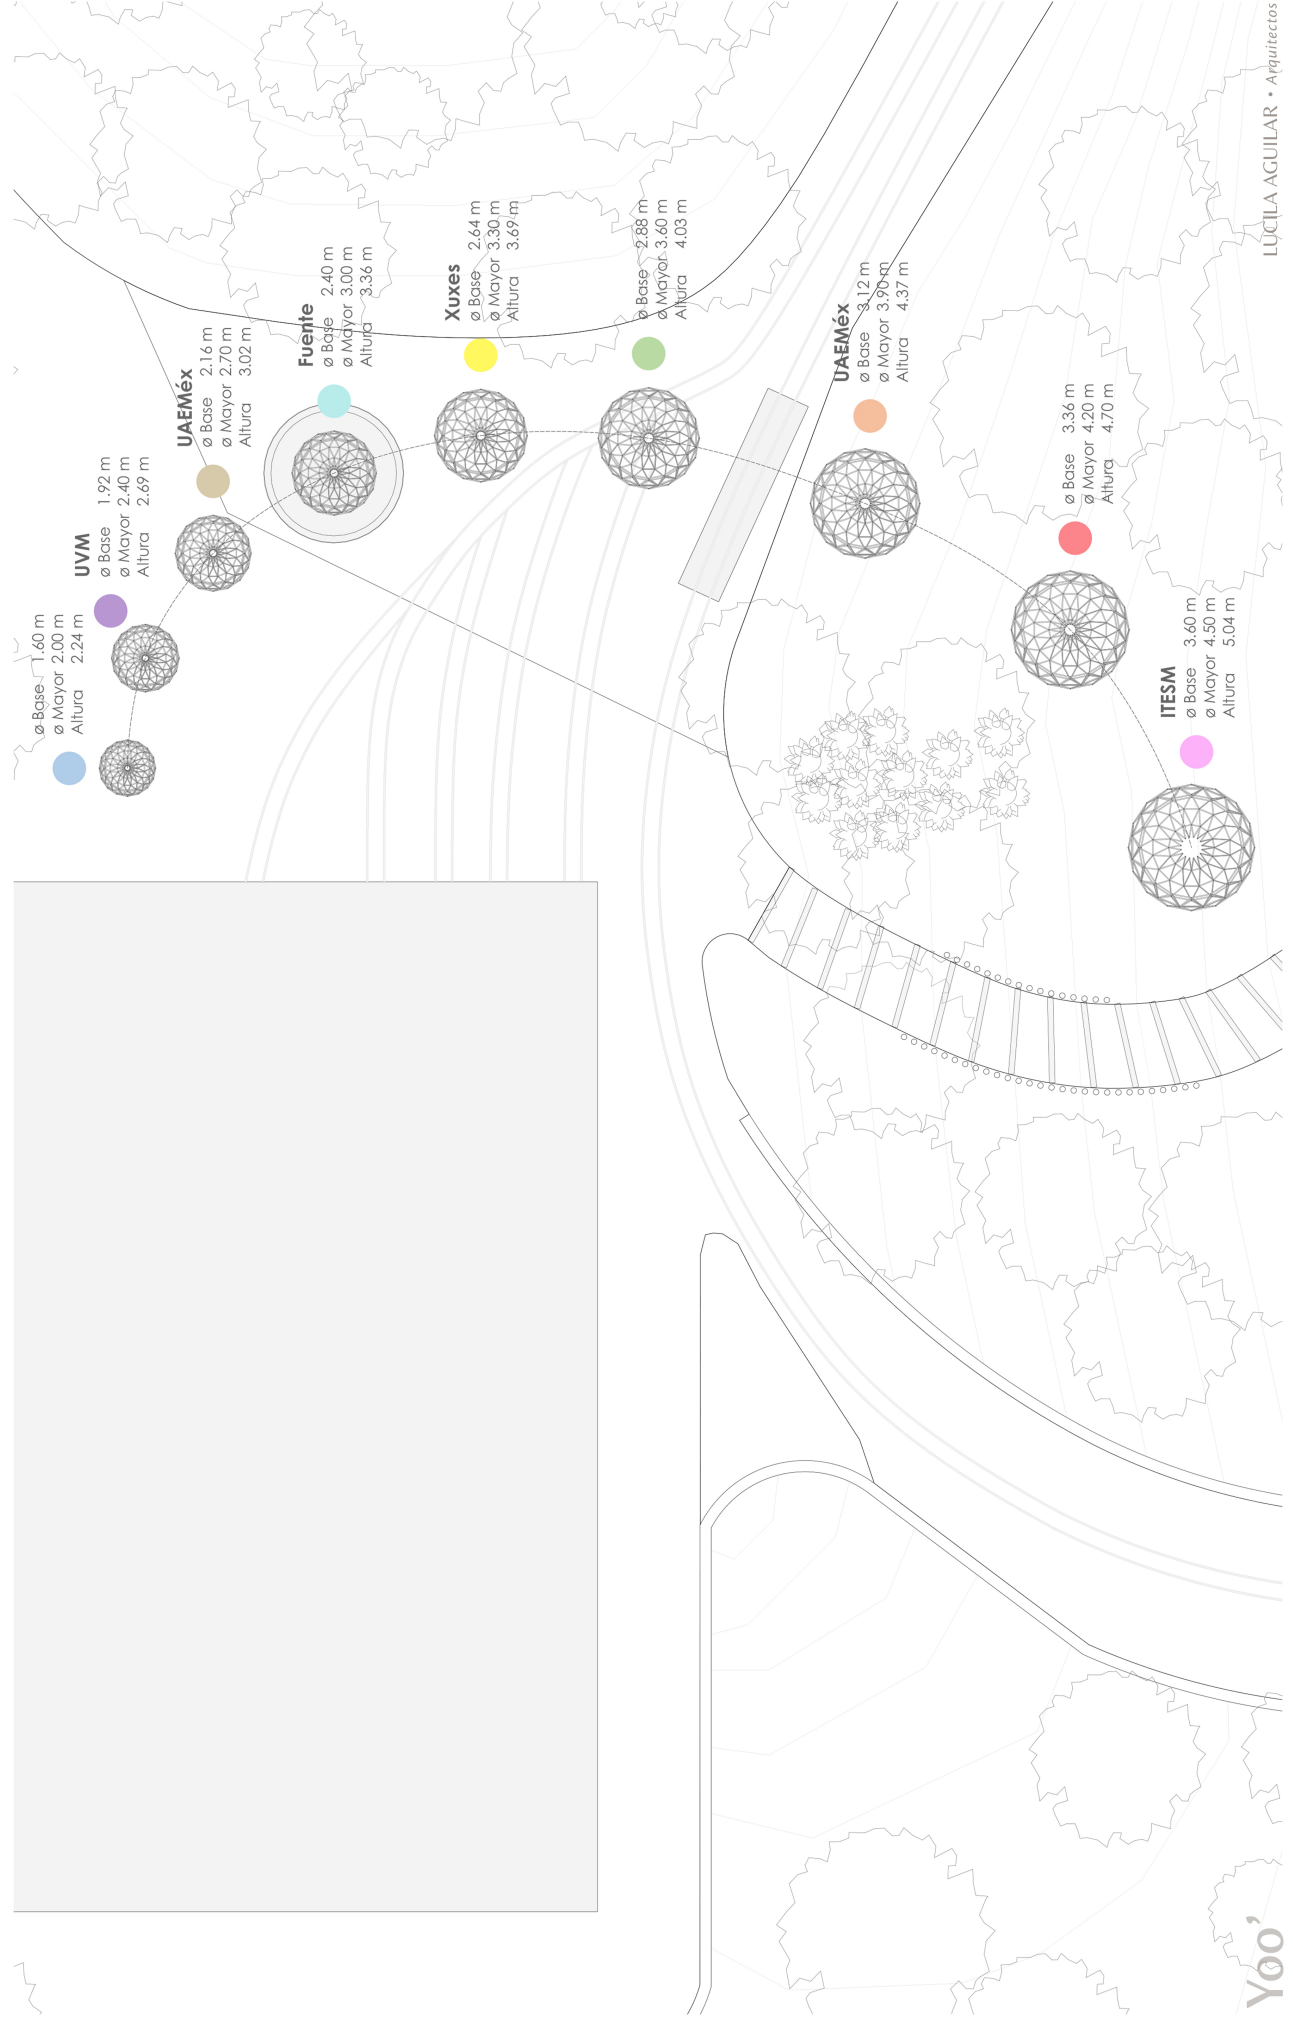 ø Base 1.60 m
ø Mayor 2.00 m
Altura 2.24 m
UVM
ø Base 1.92 m
ø Mayor 2.40 m
Altura 2.69 m
UAEMéx
ø Base 2.16 m
ø Mayor 2.70 m
Altura 3.02 m
Fuente
ø Base 2.40 m
ø Mayor 3.00 m
Altura 3.36 m
Xuxes
ø Base 2.64 m
ø Mayor 3.30 m
Altura 3.69 m
ø Base 2.88 m
ø Mayor 3.60 m
Altura 4.03 m
UAEMéx
ø Base 3.12 m
ø Mayor 3.90 m
Altura 4.37 m
ø Base 3.36 m
ø Mayor 4.20 m
Altura 4.70 m
ITESM
ø Base 3.60 m
ø Mayor 4.50 m
Altura 5.04 m
Yoo'
LUCILA AGUILAR • Arquitectos